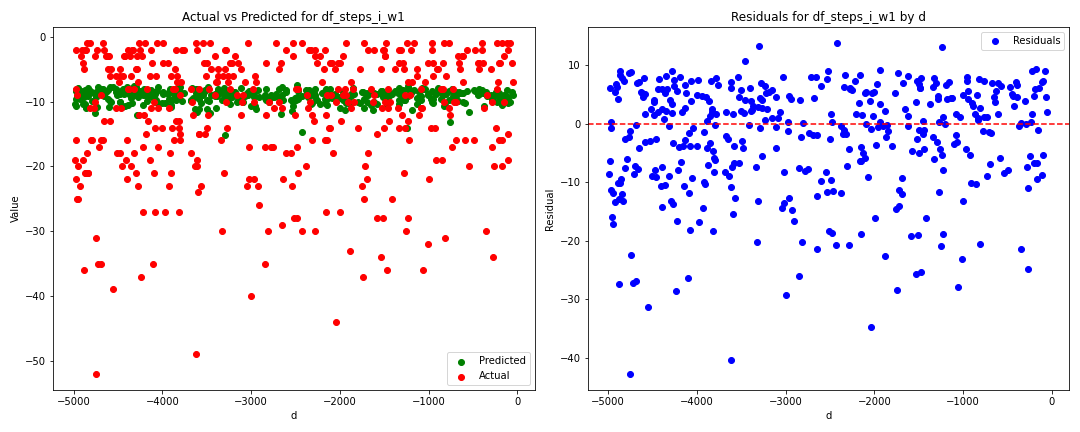 Actual vs Predicted for df_steps_i_w1
0
−10
−20
−30
−40
−50
Value
−5000
−4000
−3000
−2000
−1000
0
d
Predicted
Actual
Residuals for df_steps_i_w1 by d
10
0
−10
−20
−30
−40
Residual
−5000
−4000
−3000
−2000
−1000
0
d
Residuals